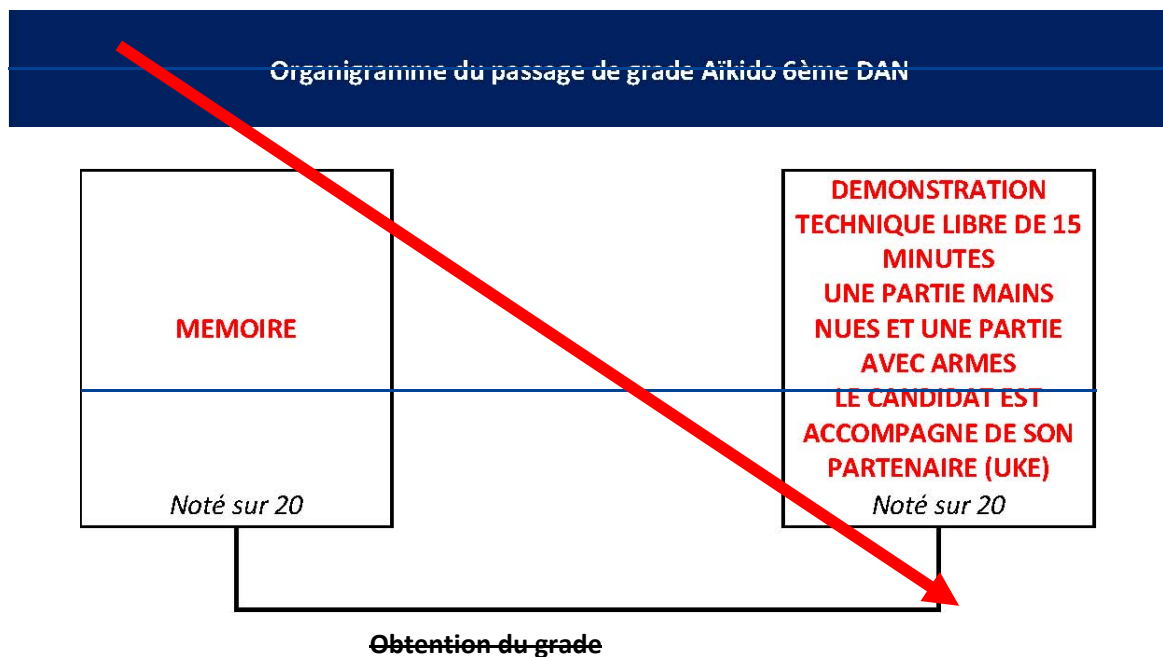 Organigramme du passage de grade Aïkido 6ème DAN
MEMOIRE
Noté sur 20
DEMONSTRATION
TECHNIQUE LIBRE DE 15
MINUTES
UNE PARTIE MAINS
NUES ET UNE PARTIE
AVEC ARMES
LE CANDIDAT EST
ACCOMPAGNE DE SON
PARTENAIRE (UKE)
Noté sur 20
Obtention du grade